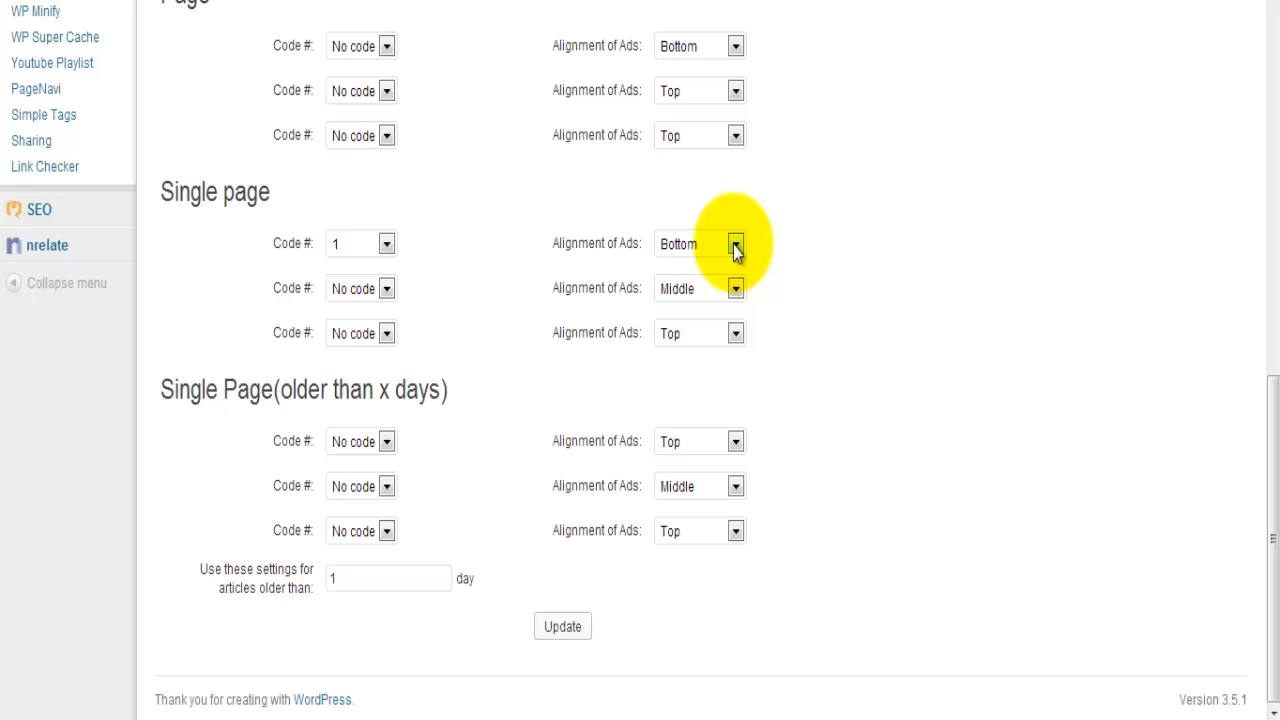 WP Minify
WP Super Cache
Youtube Playlist
PageNavi
Simple Tags
Sharing
Link Checker
SEO
nrelate
Collapse menu
Page
Code #: No code Alignment of Ads: Bottom
Code #: No code Alignment of Ads: Top
Code #: No code Alignment of Ads: Top
Single page
Code #: 1 Alignment of Ads: Bottom
Code #: No code Alignment of Ads: Middle
Code #: No code Alignment of Ads: Top
Single Page(older than x days)
Code #: No code Alignment of Ads: Top
Code #: No code Alignment of Ads: Middle
Code #: No code Alignment of Ads: Top
Use these settings for
articles older than: 1 day
Update
Thank you for creating with WordPress. Version 3.5.1